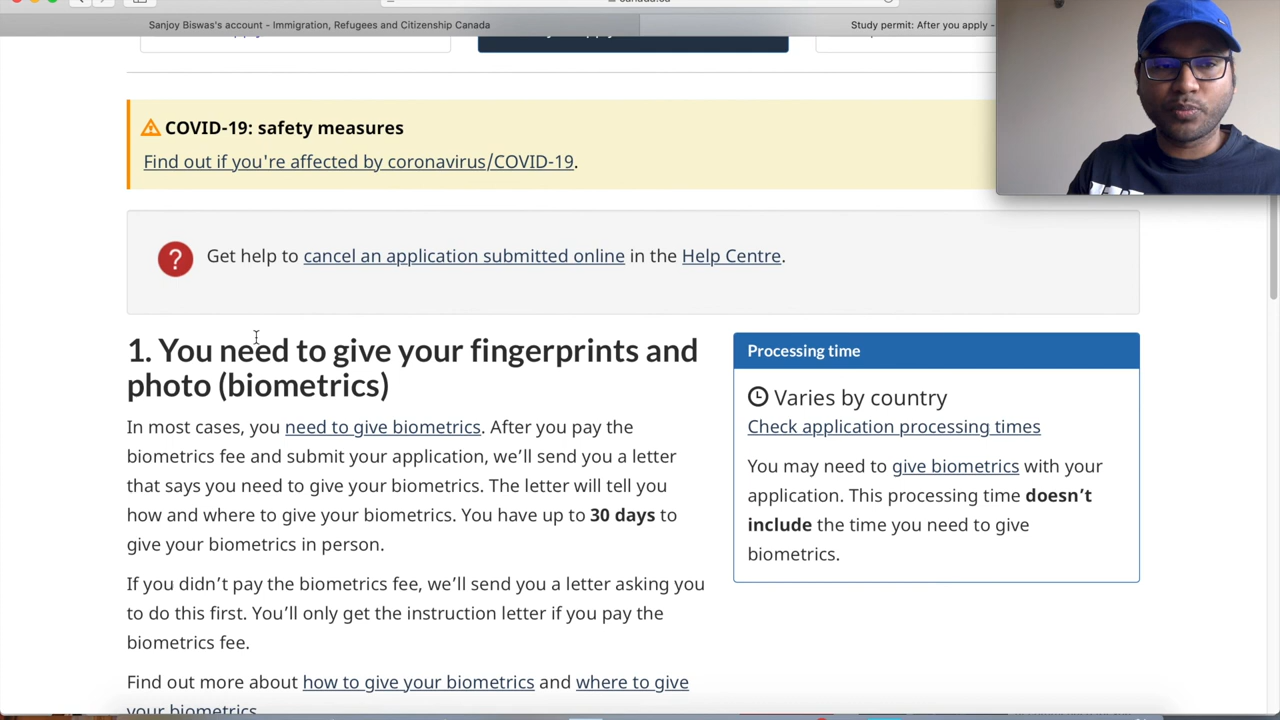 Sanjoy Biswas's account - Immigration, Refugees and Citizenship Canada
Study permit: After you apply -
COVID-19: safety measures
Find out if you're affected by coronavirus/COVID-19.
Get help to cancel an application submitted online in the Help Centre.
1. You need to give your fingerprints and
photo (biometrics)
In most cases, you need to give biometrics. After you pay the
biometrics fee and submit your application, we’ll send you a letter
that says you need to give your biometrics. The letter will tell you
how and where to give your biometrics. You have up to 30 days to
give your biometrics in person.
If you didn’t pay the biometrics fee, we’ll send you a letter asking you
to do this first. You’ll only get the instruction letter if you pay the
biometrics fee.
Find out more about how to give your biometrics and where to give
your biometrics
Processing time
Varies by country
Check application processing times
You may need to give biometrics with your
application. This processing time doesn’t
include the time you need to give
biometrics.